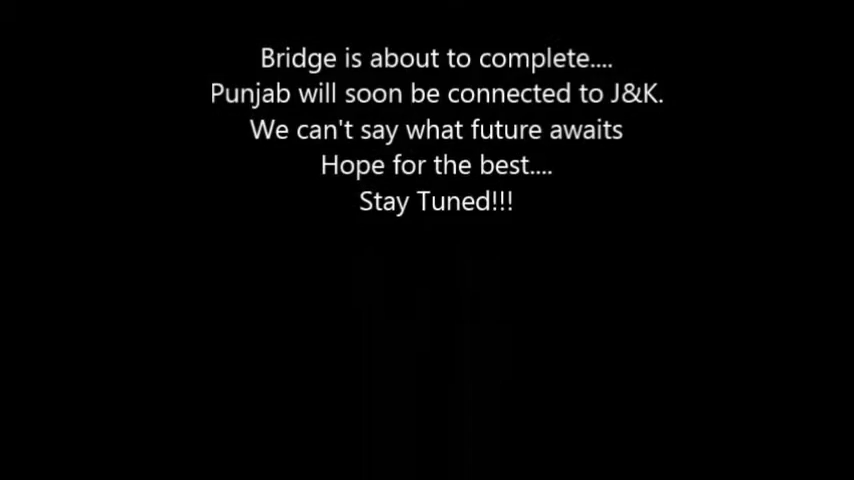 Bridge is about to complete....
Punjab will soon be connected to J&K.
We can't say what future awaits
Hope for the best....
Stay Tuned!!!